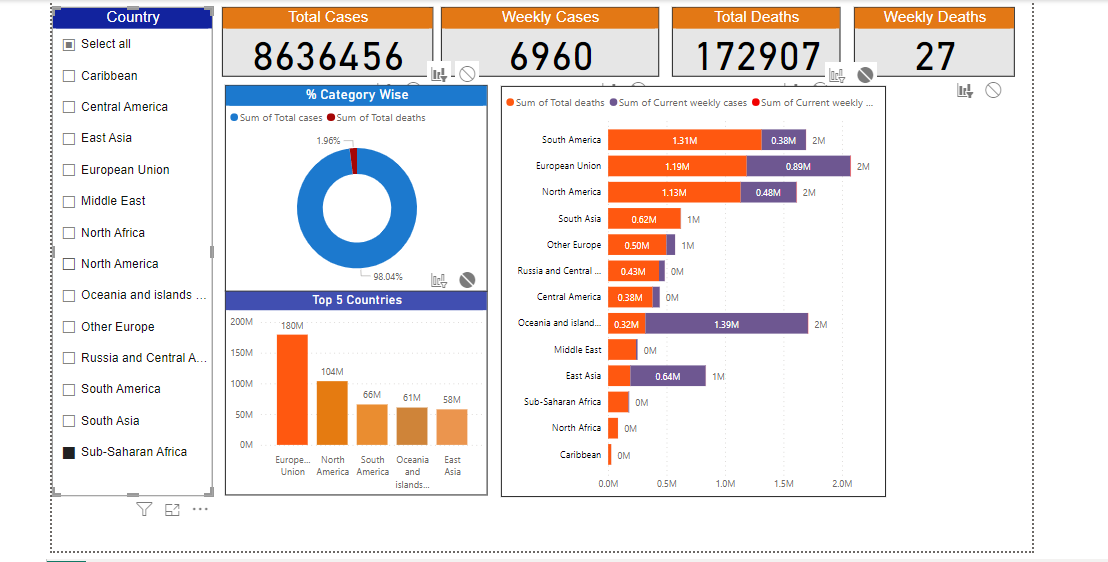 Country
Select all
Caribbean
Central America
East Asia
European Union
Middle East
North Africa
North America
Oceania and islands ...
Other Europe
Russia and Central A...
South America
South Asia
Sub-Saharan Africa
Total Cases
8636456
Weekly Cases
6960
Total Deaths
172907
Weekly Deaths
27
% Category Wise
Sum of Total cases Sum of Total deaths
1.96%
98.04%
Top 5 Countries
200M
150M
100M
50M
0M
180M
104M
66M
61M
58M
Europe... Union
North America
South America
Oceania and islands...
East Asia
Sum of Total deaths Sum of Current weekly cases Sum of Current weekly ...
South America 1.31M 0.38M 2M
European Union 1.19M 0.89M 2M
North America 1.13M 0.48M 2M
South Asia 0.62M 1M
Other Europe 0.50M 1M
Russia and Central ... 0.43M 0M
Central America 0.38M 0M
Oceania and island... 0.32M 1.39M 2M
Middle East 0M
East Asia 0.64M 1M
Sub-Saharan Africa 0M
North Africa 0M
Caribbean 0M
0.0M 0.5M 1.0M 1.5M 2.0M